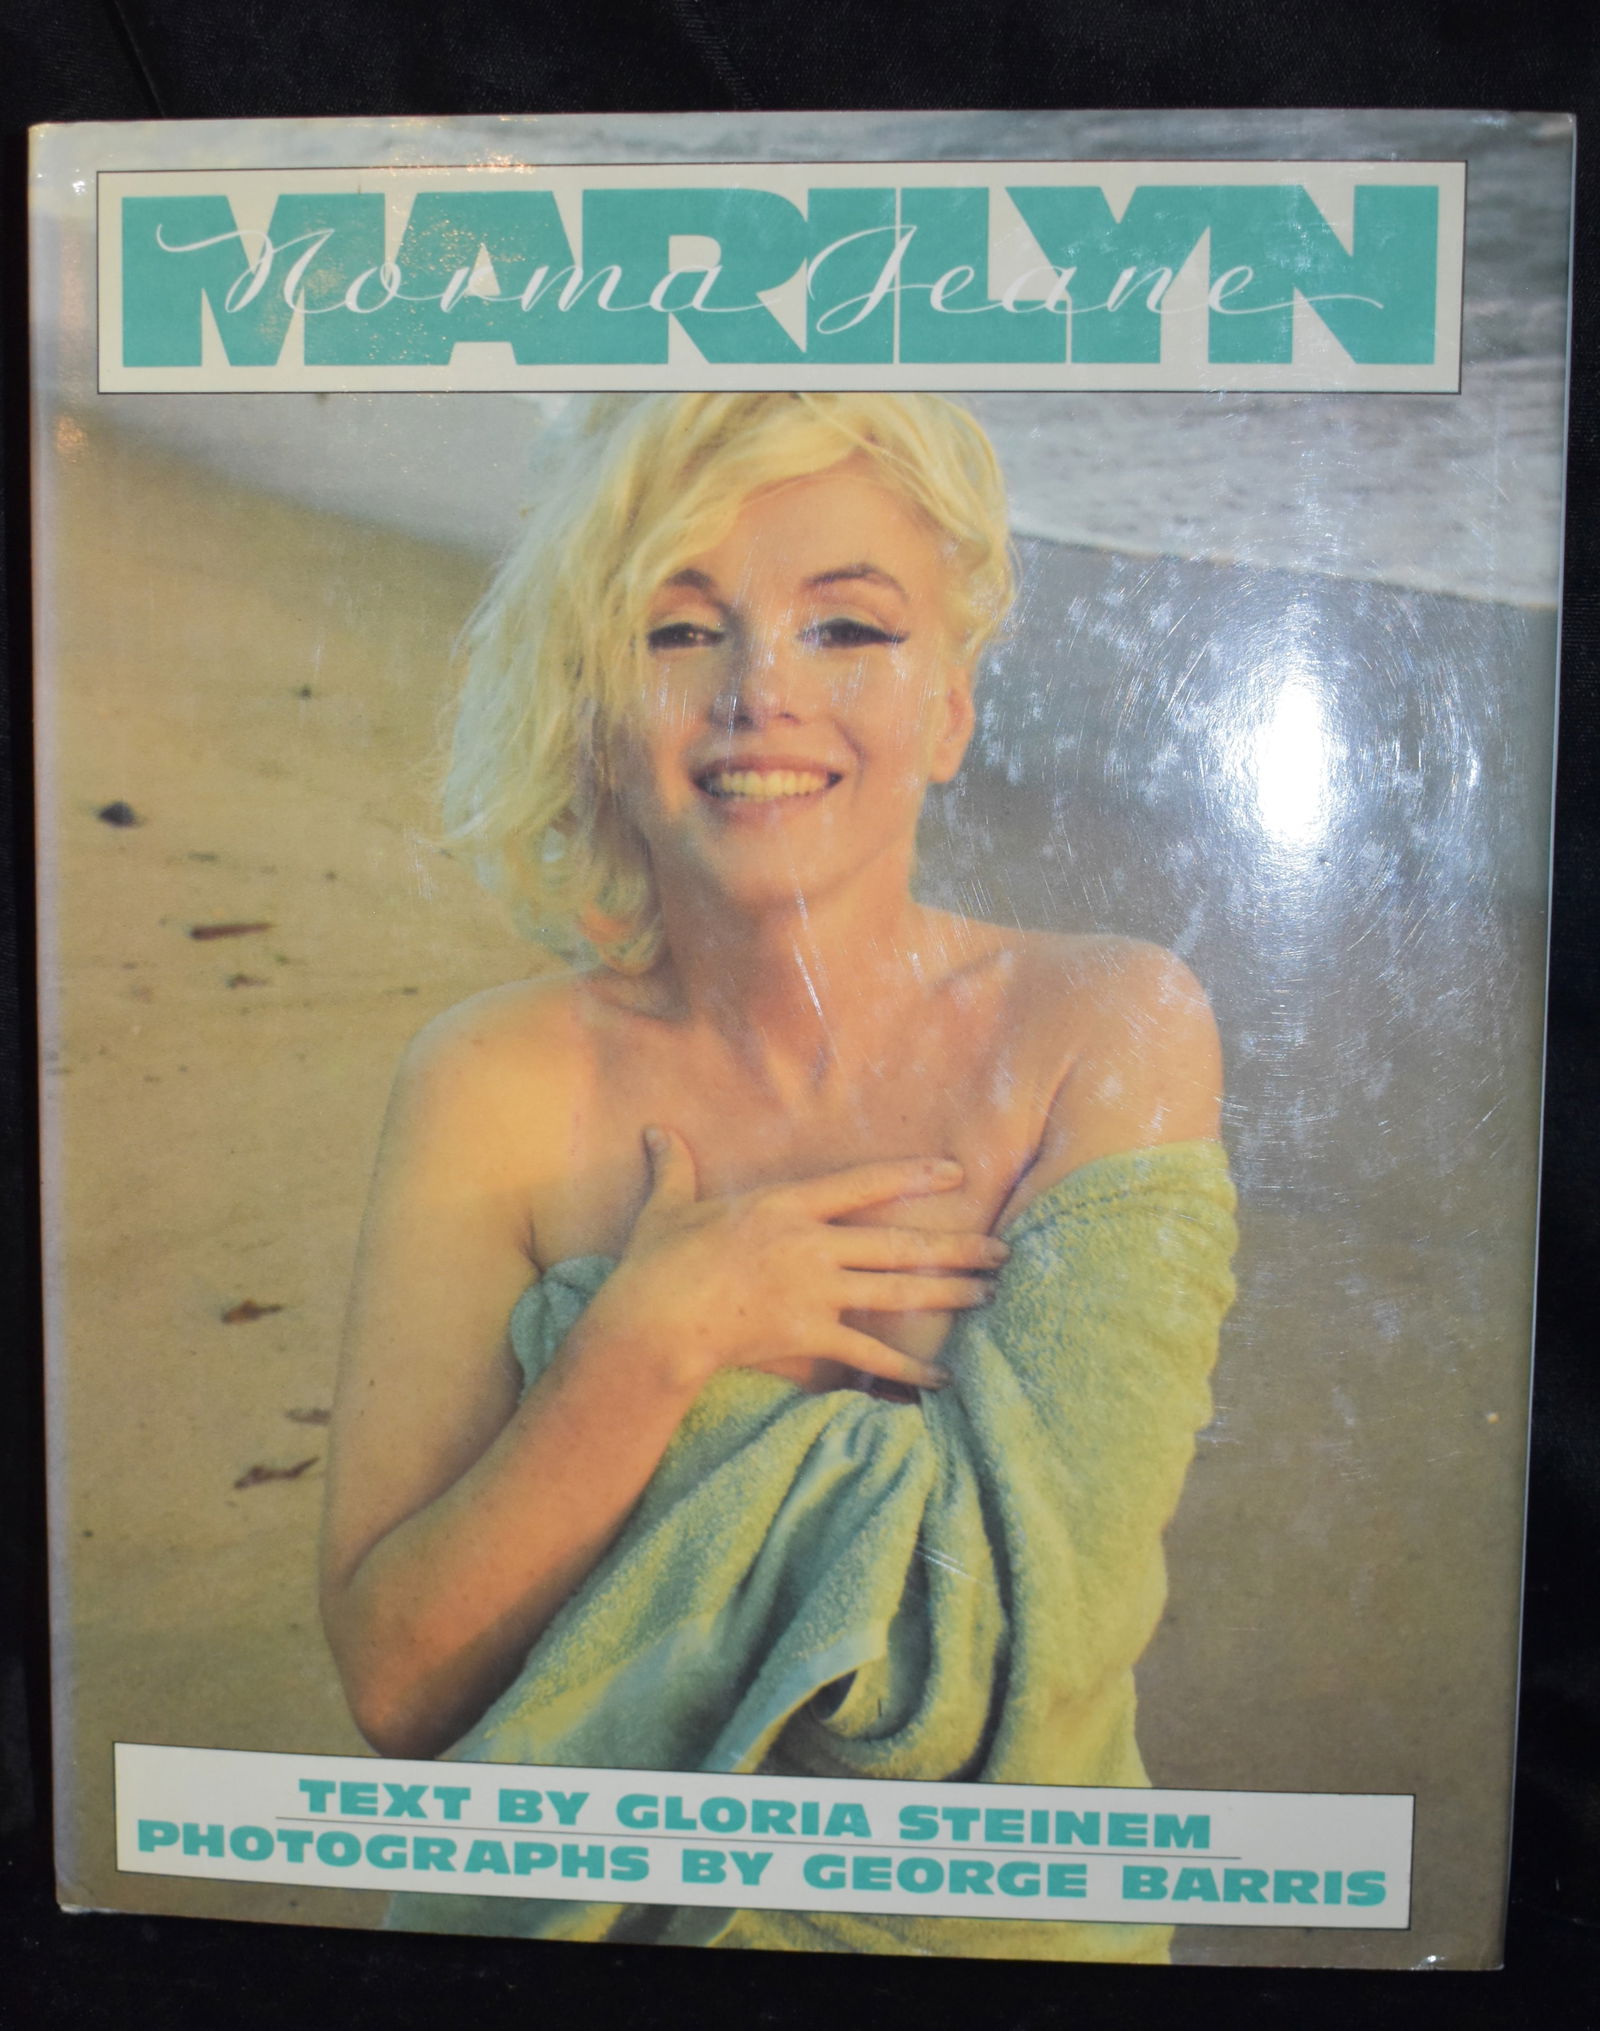 MARILYN
Norma Jeane
TEXT BY GLORIA STEINEM
PHOTOGRAPHS BY GEORGE BARRIS